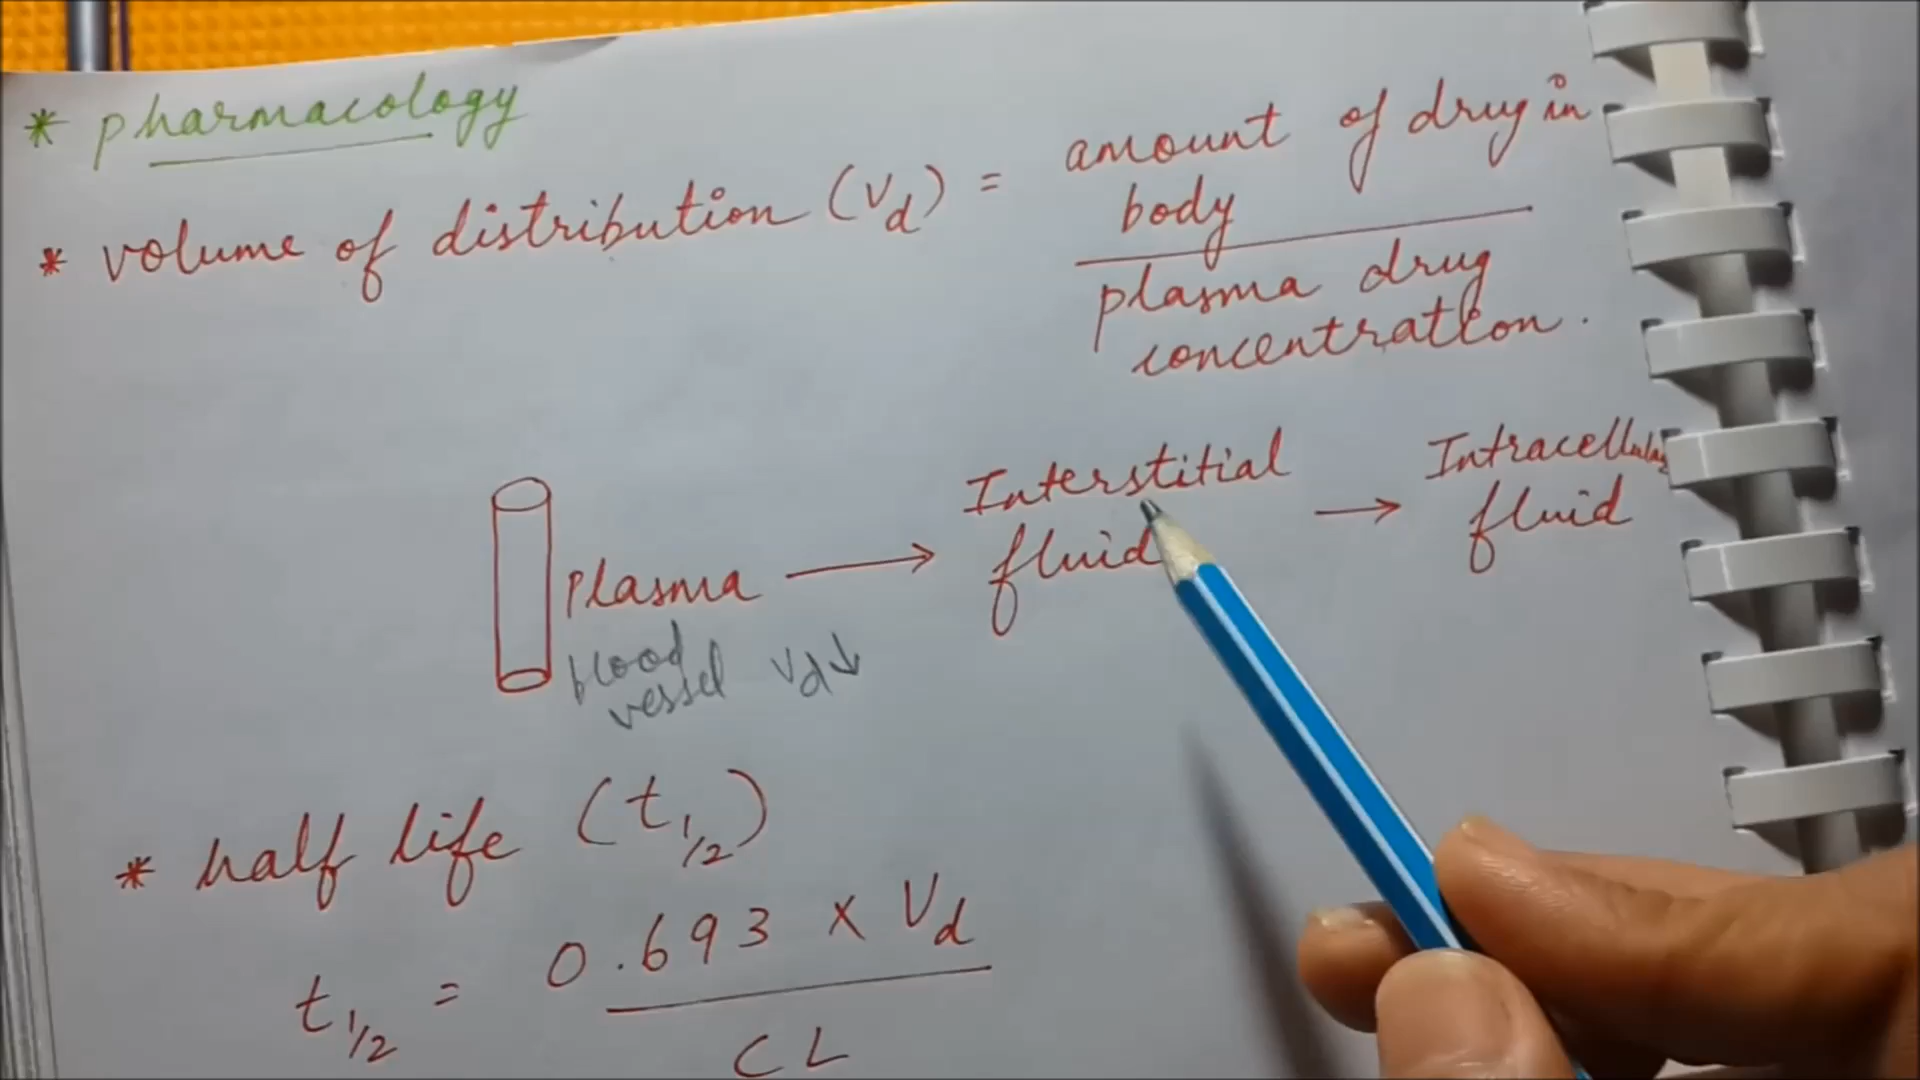 * pharmacology
* volume of distribution (Vd) = amount of drug in
body
plasma drug
concentration.
Interstitial
fluid
→ Intracellular
fluid
Plasma →
blood
vessel Vd↓
* half life (t1/2)
t1/2 = 0.693 x Vd
CL